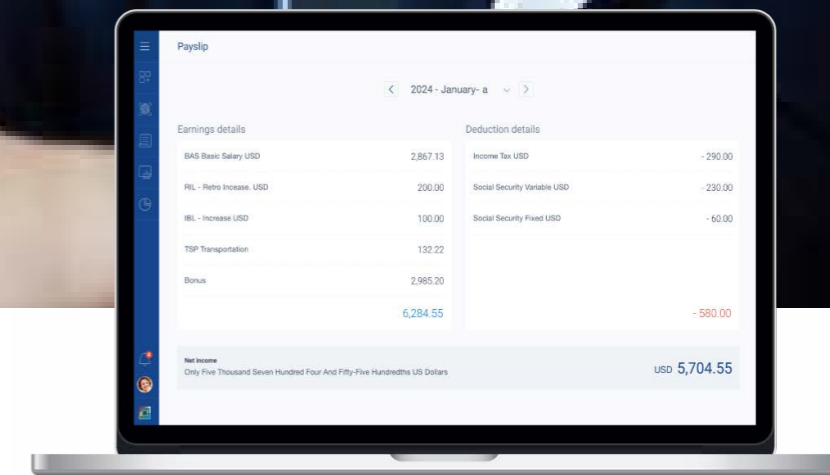 Payslip
2024 - January- a
Earnings details
Deduction details
BAS Basic Salary USD 2,867.13
Income Tax USD - 290.00
RIL - Retro Incease. USD 200.00
Social Security Variable USD - 230.00
IBL - Increase USD 100.00
Social Security Fixed USD - 60.00
TSP Transportation 132.22
Bonus 2,985.20
6,284.55
- 580.00
Net Income
Only Five Thousand Seven Hundred Four And Fifty-Five Hundredths US Dollars
USD 5,704.55